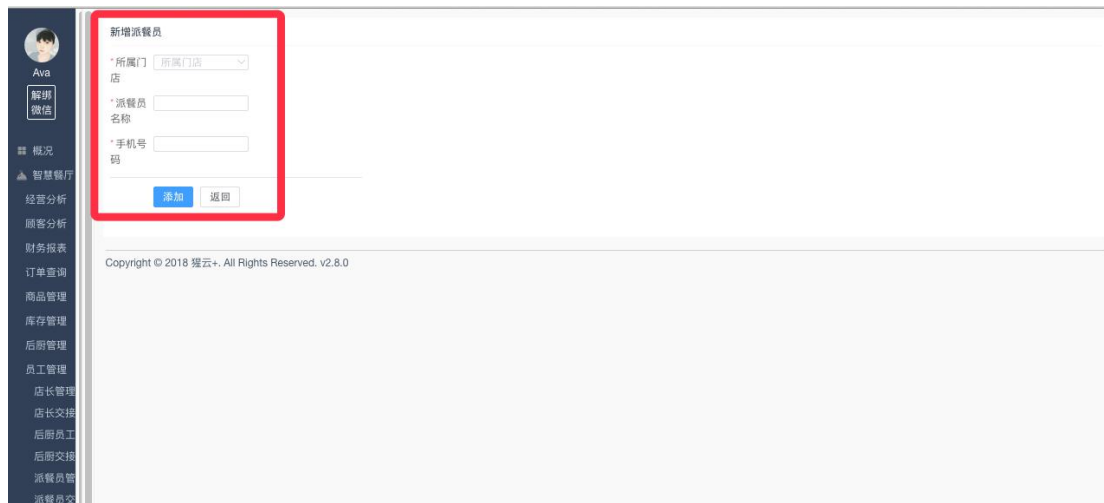 Ava
解绑
微信
概况
智慧餐厅
经营分析
顾客分析
财务报表
订单查询
商品管理
库存管理
后厨管理
员工管理
店长管理
店长交接
后厨员工
后厨交接
派餐员管
派餐员交
新增派餐员
*所属门
店
所属门店
*派餐员
名称
*手机号
码
添加
返回
Copyright © 2018 猩云+. All Rights Reserved. v2.8.0